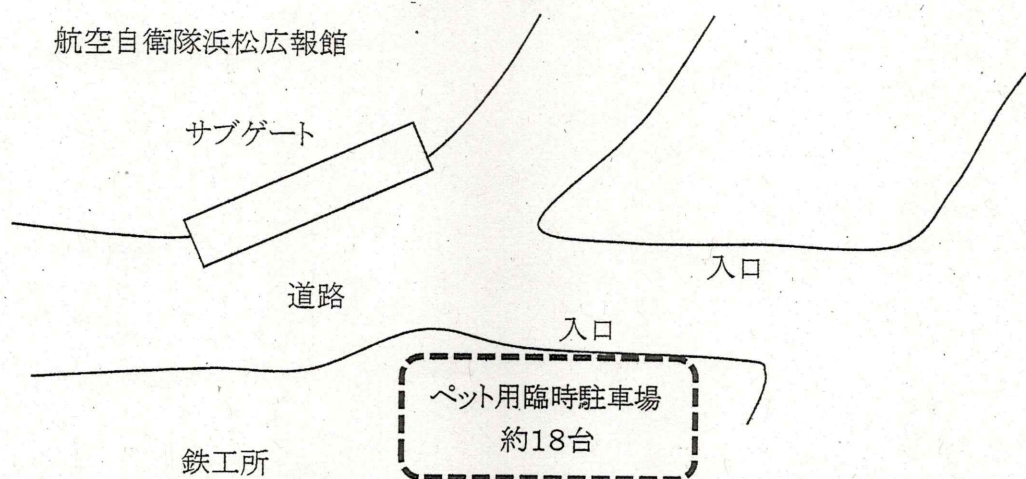 航空自衛隊浜松広報館
サブゲート
入口
道路
入口
ペット用臨時駐車場
約18台
鉄工所